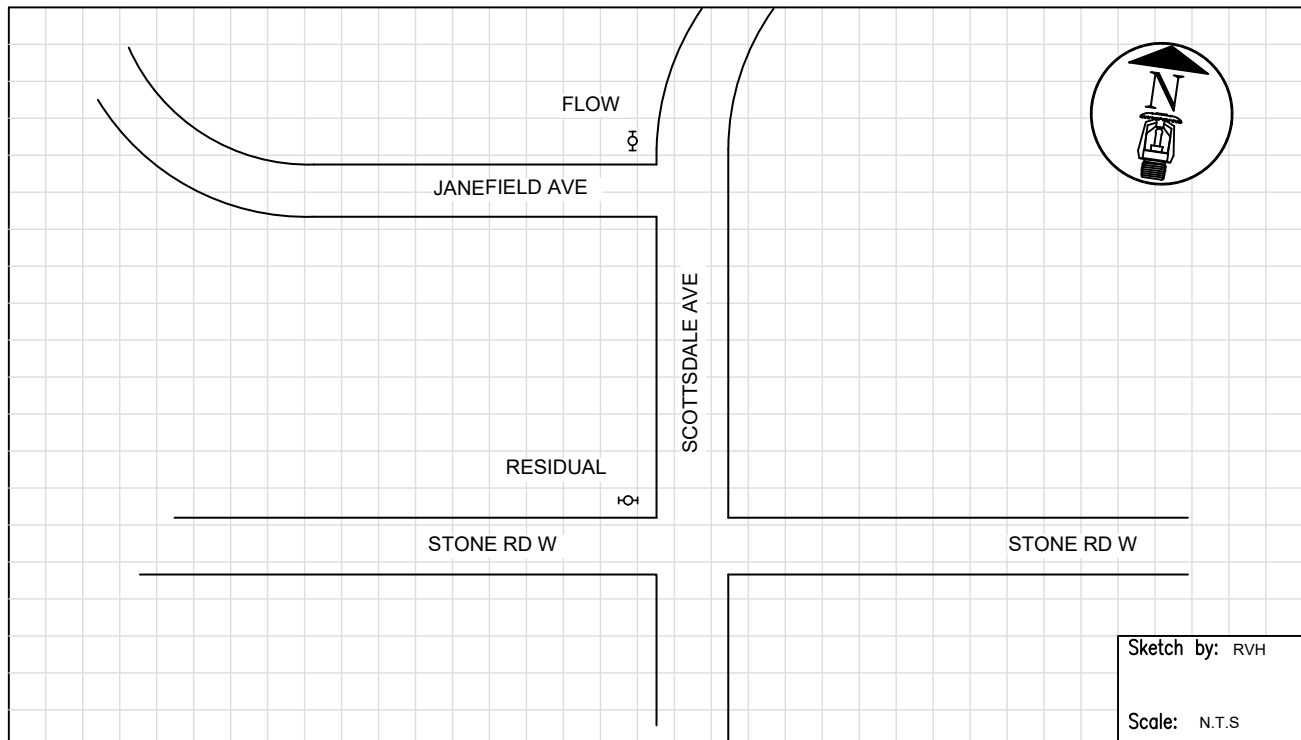 FLOW
N
JANEFIELD AVE
SCOTTSDALE AVE
RESIDUAL
STONE RD W
STONE RD W
Sketch by: RVH
Scale: N.T.S